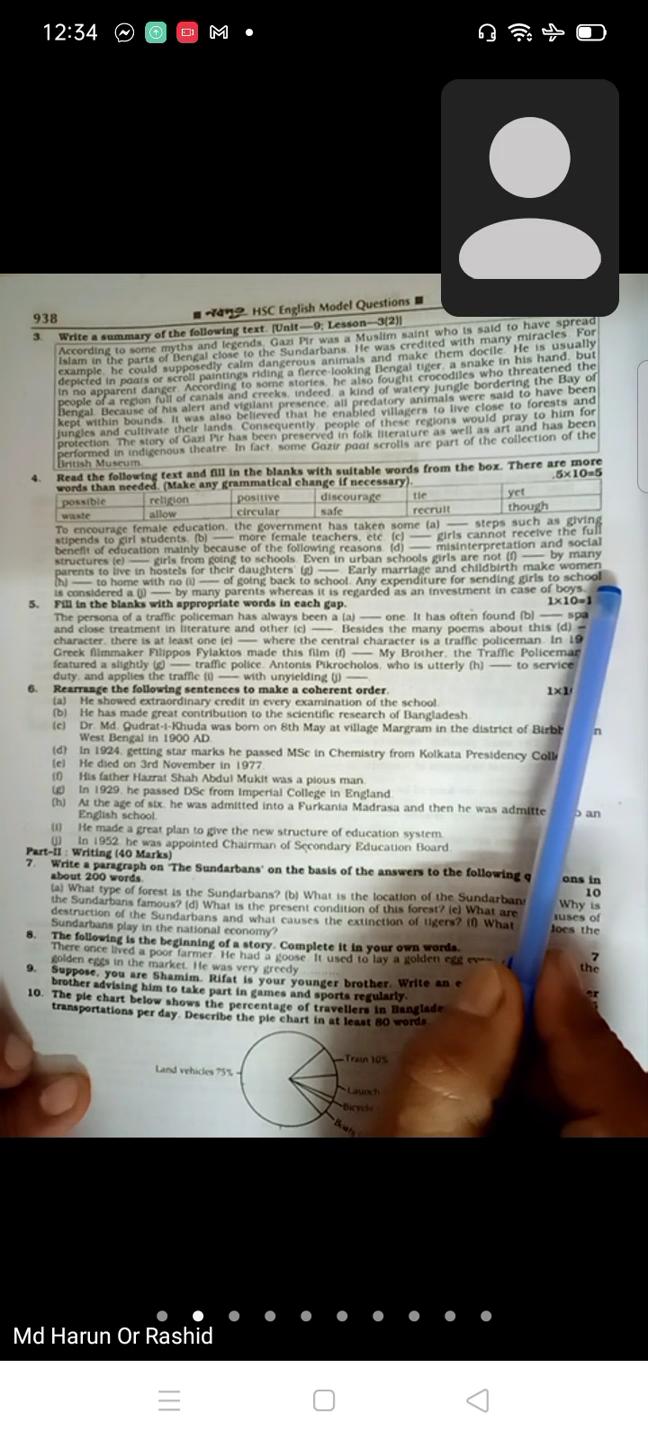 12:34
938
■ নবদূত HSC English Model Questions ■
3. Write a summary of the following text. [Unit—9; Lesson—3(2)]
According to some myths and legends, Gazi Pir was a Muslim saint who is said to have spread
Islam in the parts of Bengal close to the Sundarbans. He was credited with many miracles. For
example, he could supposedly calm dangerous animals and make them docile. He is usually
depicted in paats or scroll paintings riding a fierce-looking Bengal tiger, a snake in his hand, but
in no apparent danger. According to some stories, he also fought crocodiles who threatened the
people of a region full of canals and creeks, indeed, a kind of watery jungle bordering the Bay of
Bengal. Because of his alert and vigilant presence, all predatory animals were said to have been
kept within bounds. It was also believed that he enabled villagers to live close to forests and
jungles and cultivate their lands. Consequently, people of these regions would pray to him for
protection. The story of Gazi Pir has been preserved in folk literature as well as art and has been
performed in indigenous theatre. In fact, some Gazir paat scrolls are part of the collection of the
British Museum.
4. Read the following text and fill in the blanks with suitable words from the box. There are more
words than needed. (Make any grammatical change if necessary). .5×10=5
possible religion positive discourage tie yet
waste allow circular safe recruit though
To encourage female education, the government has taken some (a) —— steps such as giving
stipends to girl students, (b) —— more female teachers, etc. (c) —— girls cannot receive the full
benefit of education mainly because of the following reasons. (d) —— misinterpretation and social
structures (e) —— girls from going to schools. Even in urban schools girls are not (f) —— by many
parents to live in hostels for their daughters' (g) ——. Early marriage and childbirth make women
(h) —— to home with no (i) —— of going back to school. Any expenditure for sending girls to school
is considered a (j) —— by many parents whereas it is regarded as an investment in case of boys.
5. Fill in the blanks with appropriate words in each gap. 1×10=1
The persona of a traffic policeman has always been a (a) —— one. It has often found (b) —— spa
and close treatment in literature and other (c) ——. Besides the many poems about this (d) –
character, there is at least one (e) —— where the central character is a traffic policeman. In 19
Greek filmmaker Filippos Fylaktos made this film (f) —— My Brother, the Traffic Policemar
featured a slightly (g) —— traffic police. Antonis Pikrocholos, who is utterly (h) —— to service
duty, and applies the traffic (i) —— with unyielding (j) ——.
6. Rearrange the following sentences to make a coherent order. 1×1
(a) He showed extraordinary credit in every examination of the school.
(b) He has made great contribution to the scientific research of Bangladesh.
(c) Dr. Md. Qudrat-i-Khuda was born on 8th May at village Margram in the district of Birbh n
West Bengal in 1900 AD.
(d) In 1924, getting star marks he passed MSc in Chemistry from Kolkata Presidency Coll
(e) He died on 3rd November in 1977.
(f) His father Hazrat Shah Abdul Mukit was a pious man.
(g) In 1929, he passed DSc from Imperial College in England.
(h) At the age of six, he was admitted into a Furkania Madrasa and then he was admitte o an
English school.
(i) He made a great plan to give the new structure of education system.
(j) In 1952, he was appointed Chairman of Secondary Education Board.
Part-II : Writing (40 Marks)
7. Write a paragraph on 'The Sundarbans' on the basis of the answers to the following q ons in
about 200 words. 10
(a) What type of forest is the Sundarbans? (b) What is the location of the Sundarban Why is
the Sundarbans famous? (d) What is the present condition of this forest? (e) What are uses of
destruction of the Sundarbans and what causes the extinction of tigers? (f) What does the
Sundarbans play in the national economy?
8. The following is the beginning of a story. Complete it in your own words. 7
There once lived a poor farmer. He had a goose. It used to lay a golden egg eve the
golden eggs in the market. He was very greedy ..........
9. Suppose, you are Shamim. Rifat is your younger brother. Write an e er
brother advising him to take part in games and sports regularly.
10. The pie chart below shows the percentage of travellers in Banglade
transportations per day. Describe the pie chart in at least 80 words.
Land vehicles 75%
Train 10%
Launch
Bicycle
Boats
Md Harun Or Rashid